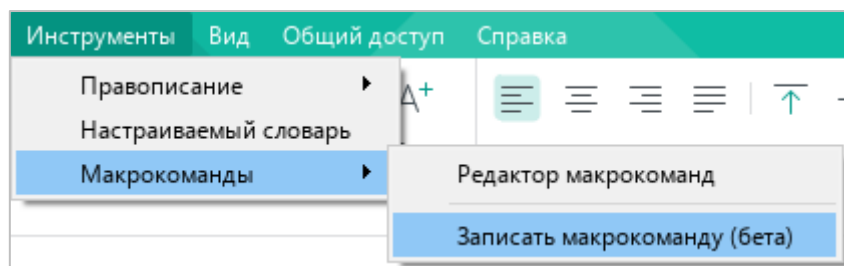 Инструменты Вид Общий доступ Справка
Правописание
A+
Настраиваемый словарь
Макрокоманды
Редактор макрокоманд
Записать макрокоманду (бета)